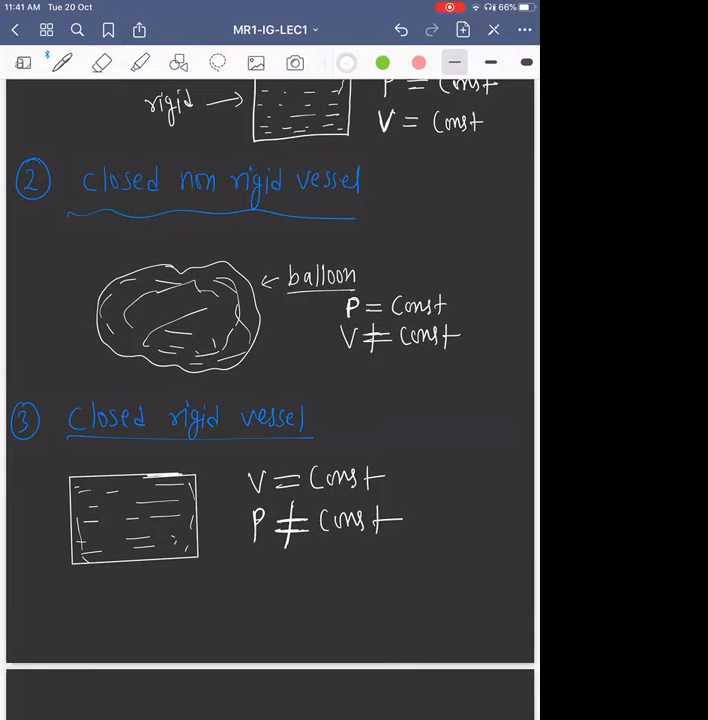 11:41 AM Tue 20 Oct
66%
MR1-IG-LEC1
rigid
P = Const
V = Const
2 closed non rigid vessel
balloon
P = Const
V ≠ Const
3 closed rigid vessel
V = Const
P ≠ Const